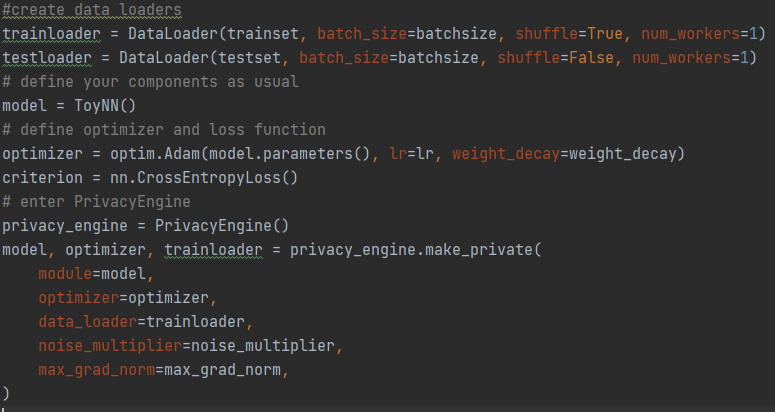 #create data loaders
trainloader = DataLoader(trainset, batch_size=batchsize, shuffle=True, num_workers=1)
testloader = DataLoader(testset, batch_size=batchsize, shuffle=False, num_workers=1)
# define your components as usual
model = ToyNN()
# define optimizer and loss function
optimizer = optim.Adam(model.parameters(), lr=lr, weight_decay=weight_decay)
criterion = nn.CrossEntropyLoss()
# enter PrivacyEngine
privacy_engine = PrivacyEngine()
model, optimizer, trainloader = privacy_engine.make_private(
    module=model,
    optimizer=optimizer,
    data_loader=trainloader,
    noise_multiplier=noise_multiplier,
    max_grad_norm=max_grad_norm,
)